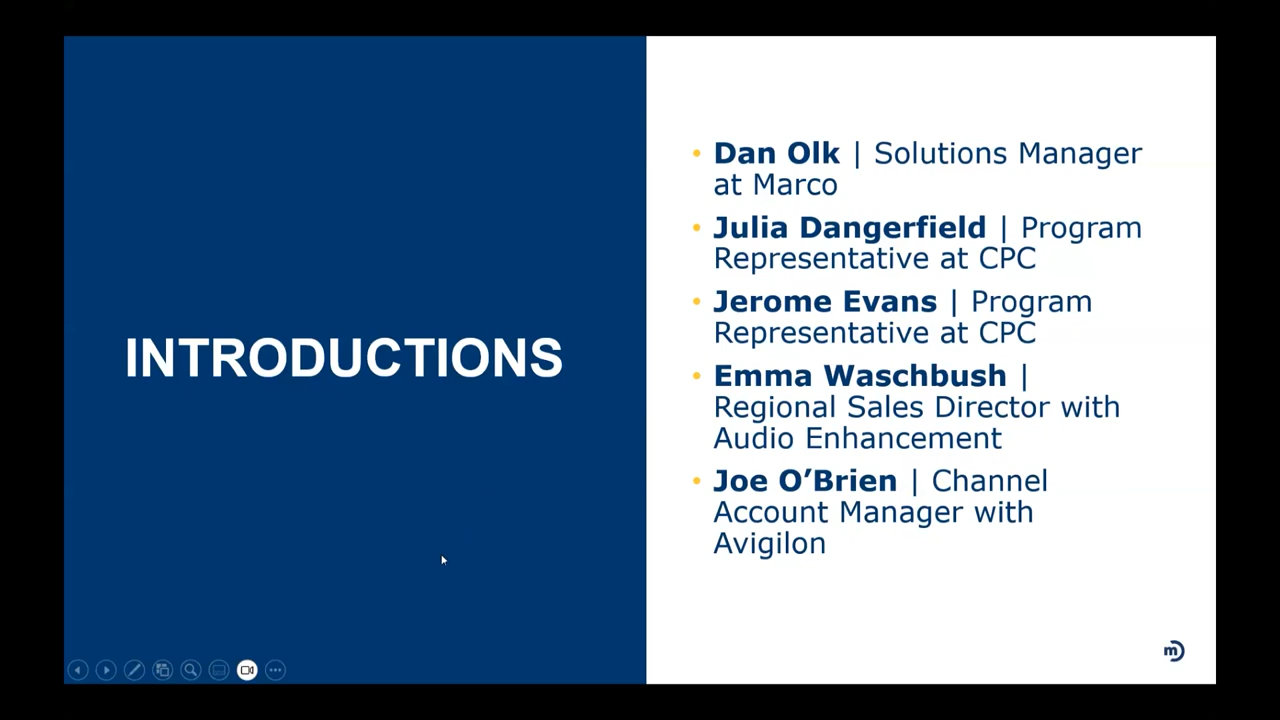 INTRODUCTIONS
• Dan Olk | Solutions Manager
at Marco
• Julia Dangerfield | Program
Representative at CPC
• Jerome Evans | Program
Representative at CPC
• Emma Waschbush |
Regional Sales Director with
Audio Enhancement
• Joe O’Brien | Channel
Account Manager with
Avigilon
m